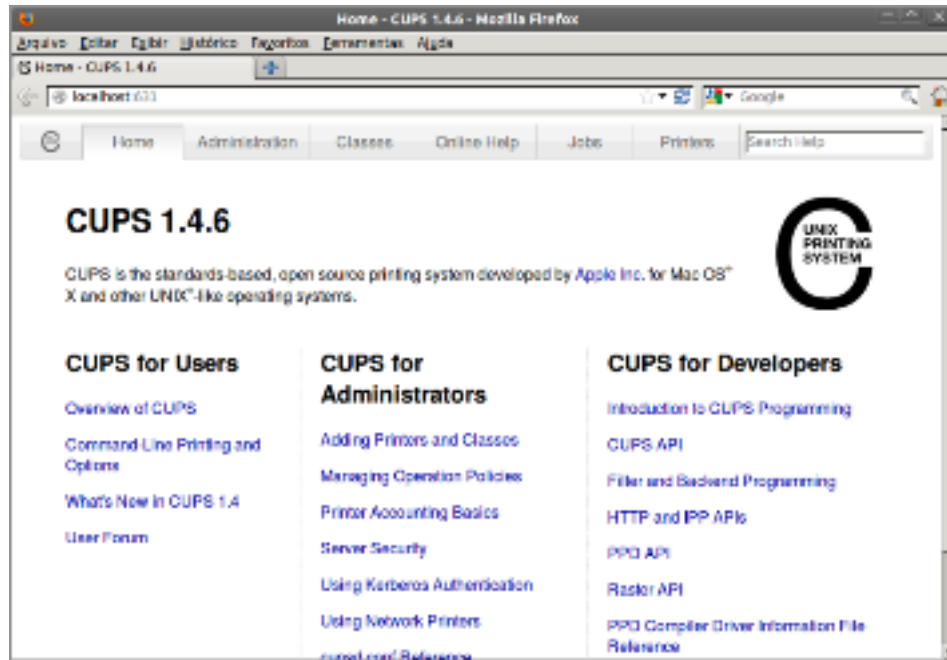 Home - CUPS 1.4.6 - Mozilla Firefox
Arquivo Editar Exibir Histórico Favoritos Ferramentas Ajuda
Home - CUPS 1.4.6
localhost:631
Google
Home Administration Classes Online Help Jobs Printers Search Help
CUPS 1.4.6
UNIX
PRINTING
SYSTEM
CUPS is the standards-based, open source printing system developed by Apple Inc. for Mac OS®
X and other UNIX®-like operating systems.
CUPS for Users
Overview of CUPS
Command-Line Printing and
Options
What's New in CUPS 1.4
User Forum
CUPS for
Administrators
Adding Printers and Classes
Managing Operation Policies
Printer Accounting Basics
Server Security
Using Kerberos Authentication
Using Network Printers
cupsd.conf Reference
CUPS for Developers
Introduction to CUPS Programming
CUPS API
Filter and Backend Programming
HTTP and IPP APIs
PPD API
Raster API
PPD Compiler Driver Information File
Reference